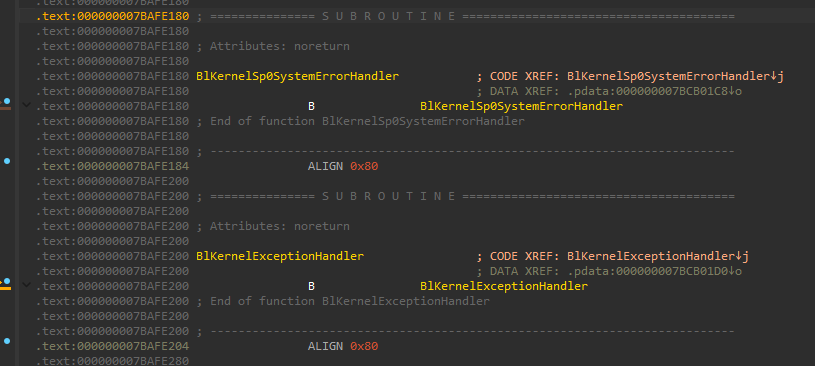 .text:000000007BAFE180
.text:000000007BAFE180 ; =============== S U B R O U T I N E =======================================
.text:000000007BAFE180
.text:000000007BAFE180 ; Attributes: noreturn
.text:000000007BAFE180
.text:000000007BAFE180 BlKernelSp0SystemErrorHandler ; CODE XREF: BlKernelSp0SystemErrorHandler↓j
.text:000000007BAFE180 ; DATA XREF: .pdata:000000007BCB01C8↓o
.text:000000007BAFE180 B BlKernelSp0SystemErrorHandler
.text:000000007BAFE180 ; End of function BlKernelSp0SystemErrorHandler
.text:000000007BAFE180
.text:000000007BAFE180 ; ---------------------------------------------------------------------------
.text:000000007BAFE184 ALIGN 0x80
.text:000000007BAFE200
.text:000000007BAFE200 ; =============== S U B R O U T I N E =======================================
.text:000000007BAFE200
.text:000000007BAFE200 ; Attributes: noreturn
.text:000000007BAFE200
.text:000000007BAFE200 BlKernelExceptionHandler ; CODE XREF: BlKernelExceptionHandler↓j
.text:000000007BAFE200 ; DATA XREF: .pdata:000000007BCB01D0↓o
.text:000000007BAFE200 B BlKernelExceptionHandler
.text:000000007BAFE200 ; End of function BlKernelExceptionHandler
.text:000000007BAFE200
.text:000000007BAFE200 ; ---------------------------------------------------------------------------
.text:000000007BAFE204 ALIGN 0x80
.text:000000007BAFE280